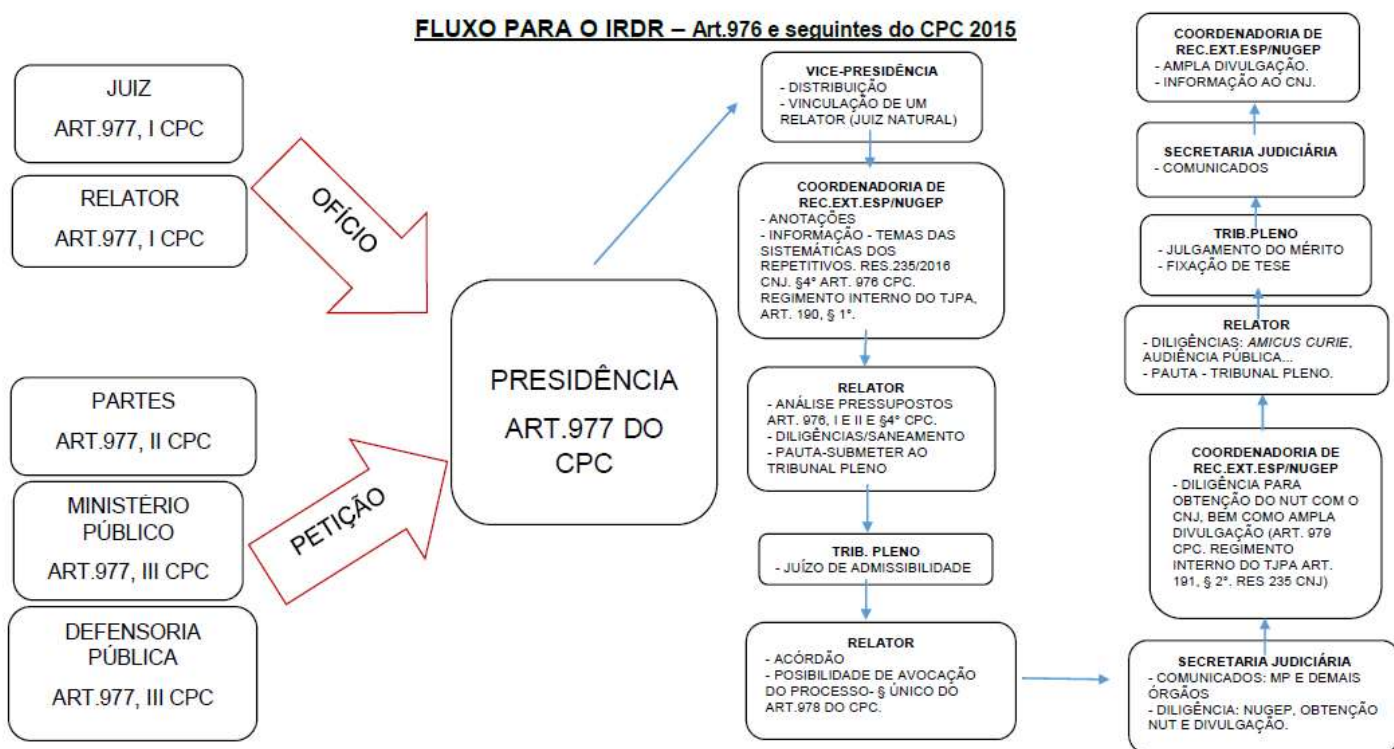 FLUXO PARA O IRDR – Art.976 e seguintes do CPC 2015
JUIZ
ART.977, I CPC
RELATOR
ART.977, I CPC
OFÍCIO
PARTES
ART.977, II CPC
MINISTÉRIO
PÚBLICO
ART.977, III CPC
DEFENSORIA
PÚBLICA
ART.977, III CPC
PETIÇÃO
PRESIDÊNCIA
ART.977 DO
CPC
VICE-PRESIDÊNCIA
- DISTRIBUIÇÃO
- VINCULAÇÃO DE UM
RELATOR (JUIZ NATURAL)
COORDENADORIA DE
REC.EXT.ESP/NUGEP
- ANOTAÇÕES
- INFORMAÇÃO - TEMAS DAS
SISTEMÁTICAS DOS
REPETITIVOS. RES.235/2016
CNJ. §4° ART. 976 CPC.
REGIMENTO INTERNO DO TJPA,
ART. 190, § 1°.
RELATOR
- ANÁLISE PRESSUPOSTOS
ART. 976, I E II E §4° CPC.
- DILIGÊNCIAS/SANEAMENTO
- PAUTA-SUBMETER AO
TRIBUNAL PLENO
TRIB. PLENO
- JUÍZO DE ADMISSIBILIDADE
RELATOR
- ACÓRDÃO
- POSIBILIDADE DE AVOCAÇÃO
DO PROCESSO- § ÚNICO DO
ART.978 DO CPC.
SECRETARIA JUDICIÁRIA
- COMUNICADOS: MP E DEMAIS
ÓRGÃOS
- DILIGÊNCIA: NUGEP, OBTENÇÃO
NUT E DIVULGAÇÃO.
COORDENADORIA DE
REC.EXT.ESP/NUGEP
- DILIGÊNCIA PARA
OBTENÇÃO DO NUT COM O
CNJ, BEM COMO AMPLA
DIVULGAÇÃO (ART. 979
CPC. REGIMENTO
INTERNO DO TJPA ART.
191, § 2°. RES 235 CNJ)
RELATOR
- DILIGÊNCIAS: AMICUS CURIE,
AUDIÊNCIA PÚBLICA...
- PAUTA - TRIBUNAL PLENO.
TRIB.PLENO
- JULGAMENTO DO MÉRITO
- FIXAÇÃO DE TESE
SECRETARIA JUDICIÁRIA
- COMUNICADOS
COORDENADORIA DE
REC.EXT.ESP/NUGEP
- AMPLA DIVULGAÇÃO.
- INFORMAÇÃO AO CNJ.